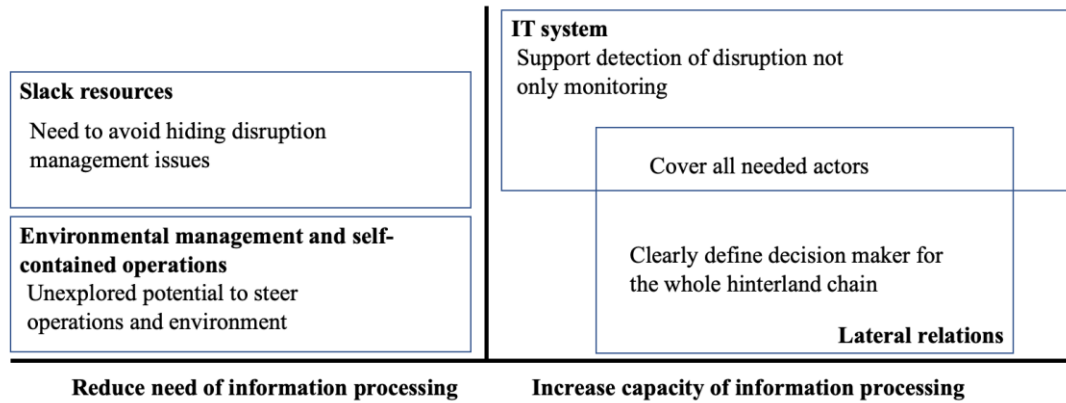 Slack resources
Need to avoid hiding disruption
management issues
Environmental management and self-
contained operations
Unexplored potential to steer
operations and environment
IT system
Support detection of disruption not
only monitoring
Cover all needed actors
Clearly define decision maker for
the whole hinterland chain
Lateral relations
Reduce need of information processing
Increase capacity of information processing